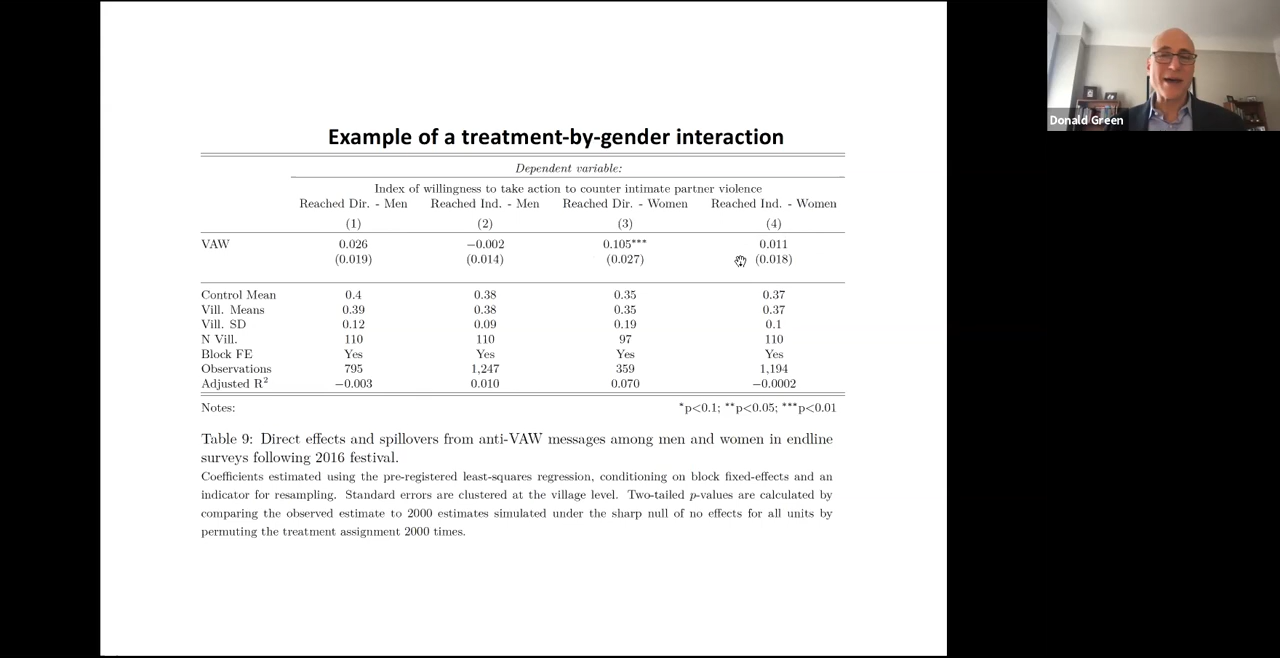 Example of a treatment-by-gender interaction
Dependent variable:
Index of willingness to take action to counter intimate partner violence
Reached Dir. - Men Reached Ind. - Men Reached Dir. - Women Reached Ind. - Women
(1) (2) (3) (4)
VAW 0.026 −0.002 0.105*** 0.011
(0.019) (0.014) (0.027) (0.018)
Control Mean 0.4 0.38 0.35 0.37
Vill. Means 0.39 0.38 0.35 0.37
Vill. SD 0.12 0.09 0.19 0.1
N Vill. 110 110 97 110
Block FE Yes Yes Yes Yes
Observations 795 1,247 359 1,194
Adjusted R² −0.003 0.010 0.070 −0.0002
Notes: *p<0.1; **p<0.05; ***p<0.01
Table 9: Direct effects and spillovers from anti-VAW messages among men and women in endline
surveys following 2016 festival.
Coefficients estimated using the pre-registered least-squares regression, conditioning on block fixed-effects and an
indicator for resampling. Standard errors are clustered at the village level. Two-tailed p-values are calculated by
comparing the observed estimate to 2000 estimates simulated under the sharp null of no effects for all units by
permuting the treatment assignment 2000 times.
Donald Green